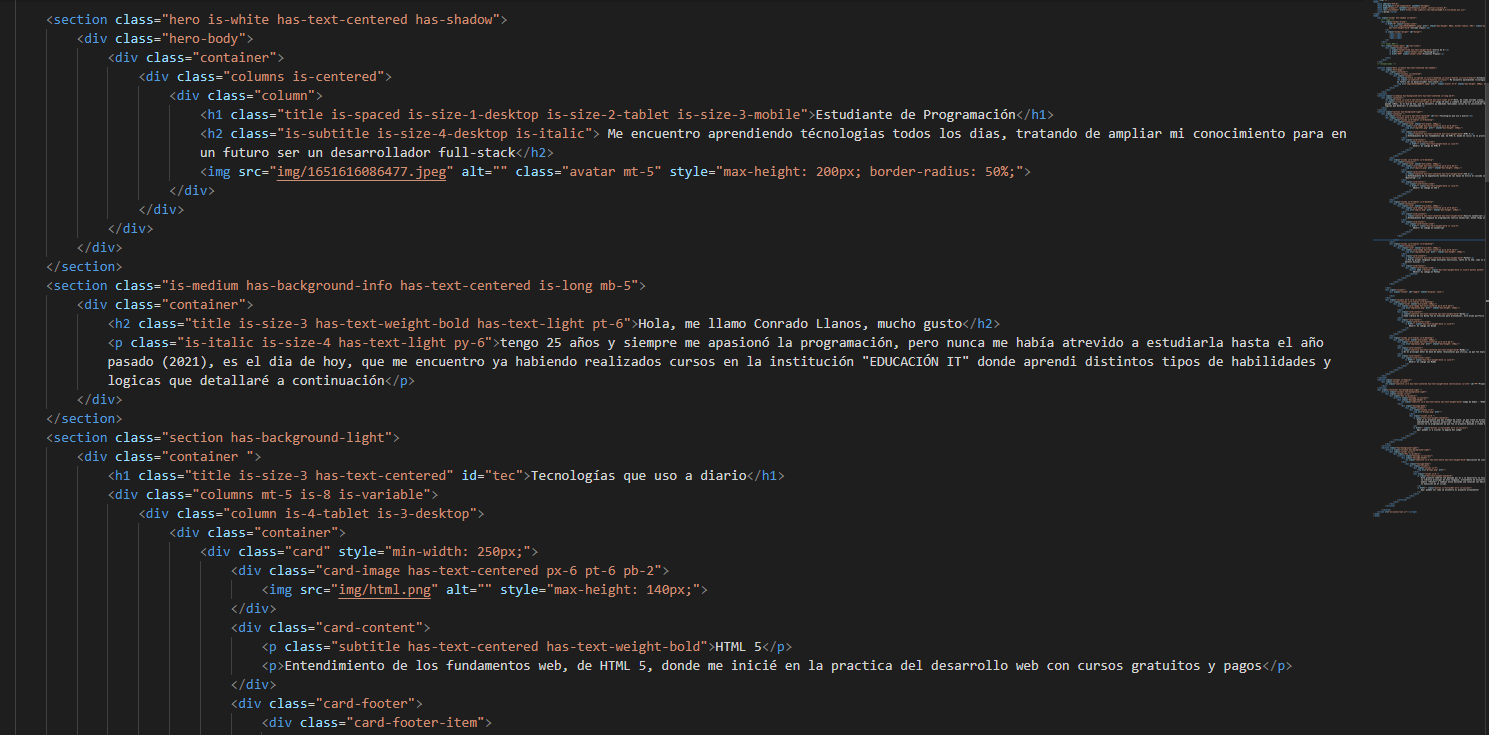 <section class="hero is-white has-text-centered has-shadow">
<div class="hero-body">
<div class="container">
<div class="columns is-centered">
<div class="column">
<h1 class="title is-spaced is-size-1-desktop is-size-2-tablet is-size-3-mobile">Estudiante de Programación</h1>
<h2 class="is-subtitle is-size-4-desktop is-italic"> Me encuentro aprendiendo técnologias todos los dias, tratando de ampliar mi conocimiento para en
un futuro ser un desarrollador full-stack</h2>
<img src="img/1651616086477.jpeg" alt="" class="avatar mt-5" style="max-height: 200px; border-radius: 50%;">
</div>
</div>
</div>
</div>
</section>
<section class="is-medium has-background-info has-text-centered is-long mb-5">
<div class="container">
<h2 class="title is-size-3 has-text-weight-bold has-text-light pt-6">Hola, me llamo Conrado Llanos, mucho gusto</h2>
<p class="is-italic is-size-4 has-text-light py-6">tengo 25 años y siempre me apasionó la programación, pero nunca me había atrevido a estudiarla hasta el año
pasado (2021), es el dia de hoy, que me encuentro ya habiendo realizados cursos en la institución "EDUCACIÓN IT" donde aprendi distintos tipos de habilidades y
logicas que detallaré a continuación</p>
</div>
</section>
<section class="section has-background-light">
<div class="container ">
<h1 class="title is-size-3 has-text-centered" id="tec">Tecnologías que uso a diario</h1>
<div class="columns mt-5 is-8 is-variable">
<div class="column is-4-tablet is-3-desktop">
<div class="container">
<div class="card" style="min-width: 250px;">
<div class="card-image has-text-centered px-6 pt-6 pb-2">
<img src="img/html.png" alt="" style="max-height: 140px;">
</div>
<div class="card-content">
<p class="subtitle has-text-centered has-text-weight-bold">HTML 5</p>
<p>Entendimiento de los fundamentos web, de HTML 5, donde me inicié en la practica del desarrollo web con cursos gratuitos y pagos</p>
</div>
<div class="card-footer">
<div class="card-footer-item">